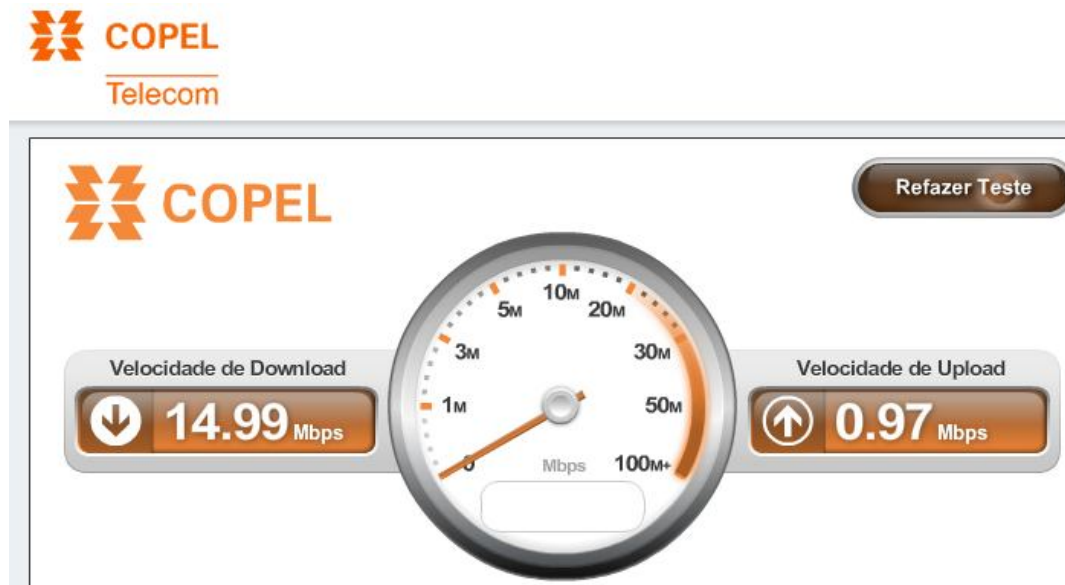 COPEL
Telecom
COPEL
Refazer Teste
Velocidade de Download
14.99 Mbps
0
1M
3M
5M
10M
20M
30M
50M
100M+
Mbps
Velocidade de Upload
0.97 Mbps